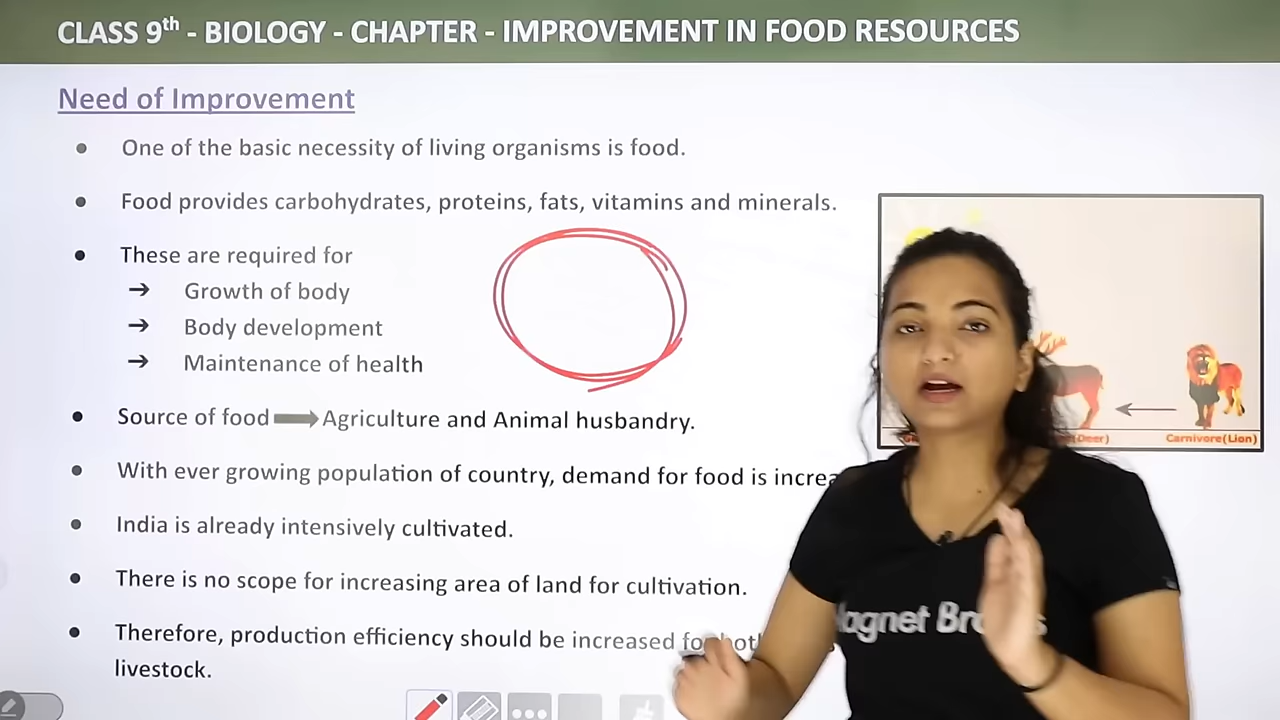 CLASS 9th - BIOLOGY - CHAPTER - IMPROVEMENT IN FOOD RESOURCES
Need of Improvement
● One of the basic necessity of living organisms is food.
● Food provides carbohydrates, proteins, fats, vitamins and minerals.
● These are required for
➔ Growth of body
➔ Body development
➔ Maintenance of health
● Source of food ➡ Agriculture and Animal husbandry.
● With ever growing population of country, demand for food is increa
● India is already intensively cultivated.
● There is no scope for increasing area of land for cultivation.
● Therefore, production efficiency should be increased
livestock.
Deer)
Carnivore(Lion)
Magnet